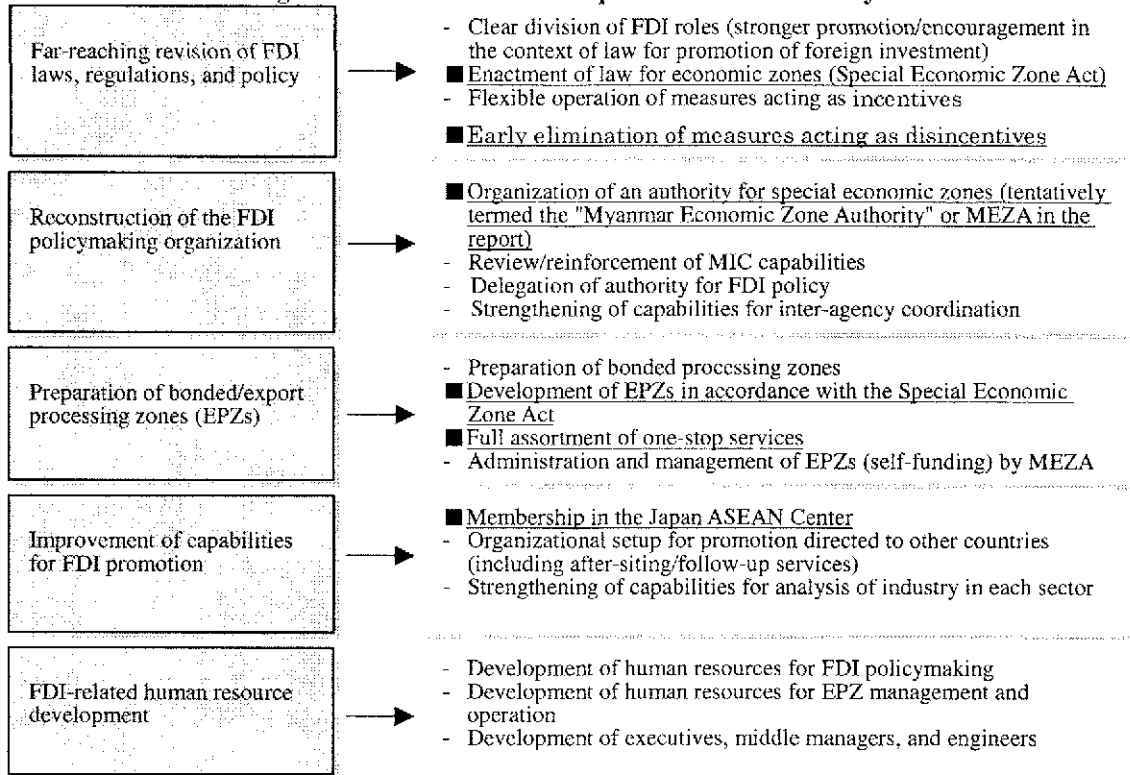 Far-reaching revision of FDI
laws, regulations, and policy
- Clear division of FDI roles (stronger promotion/encouragement in
the context of law for promotion of foreign investment)
■Enactment of law for economic zones (Special Economic Zone Act)
- Flexible operation of measures acting as incentives
■Early elimination of measures acting as disincentives
Reconstruction of the FDI
policymaking organization
■Organization of an authority for special economic zones (tentatively
termed the "Myanmar Economic Zone Authority" or MEZA in the
report)
- Review/reinforcement of MIC capabilities
- Delegation of authority for FDI policy
- Strengthening of capabilities for inter-agency coordination
Preparation of bonded/export
processing zones (EPZs)
- Preparation of bonded processing zones
■Development of EPZs in accordance with the Special Economic
Zone Act
■Full assortment of one-stop services
- Administration and management of EPZs (self-funding) by MEZA
Improvement of capabilities
for FDI promotion
■Membership in the Japan ASEAN Center
- Organizational setup for promotion directed to other countries
(including after-siting/follow-up services)
- Strengthening of capabilities for analysis of industry in each sector
FDI-related human resource
development
- Development of human resources for FDI policymaking
- Development of human resources for EPZ management and
operation
- Development of executives, middle managers, and engineers